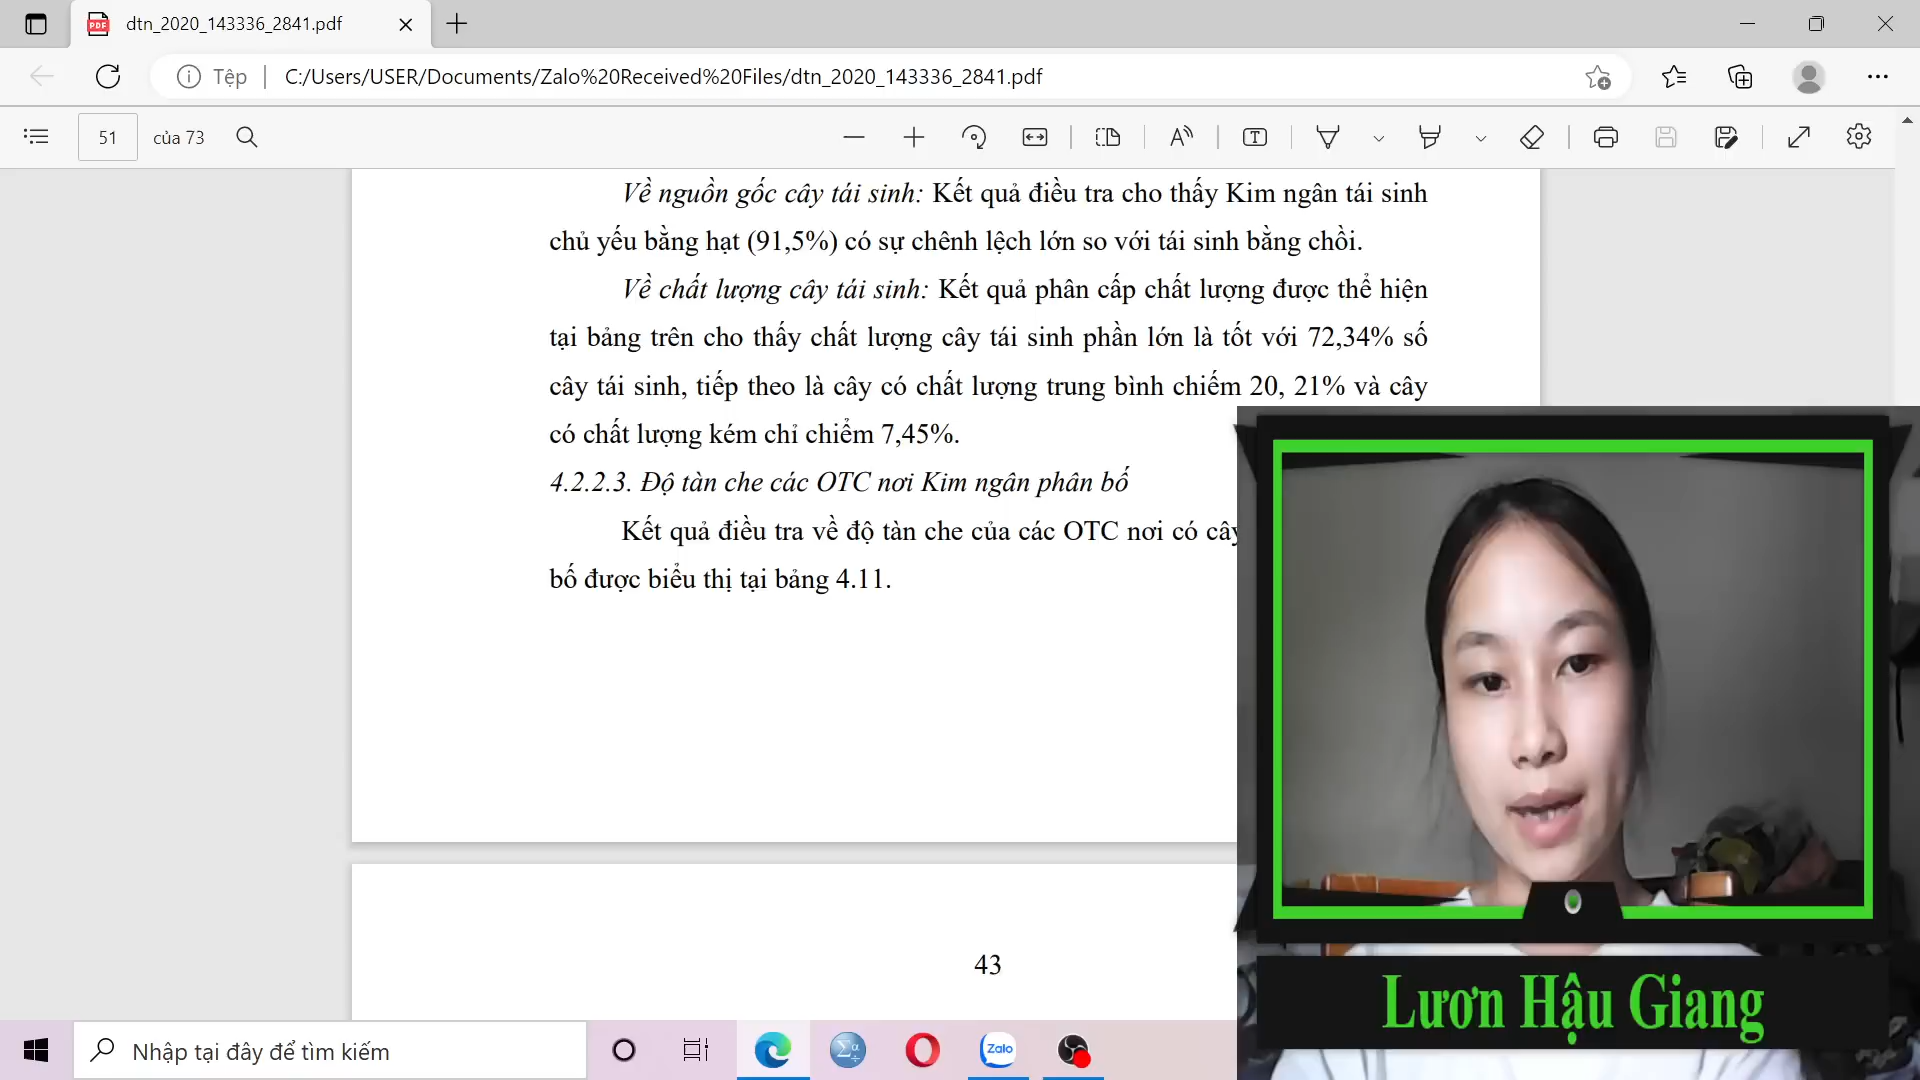 dtn_2020_143336_2841.pdf
Tệp
C:/Users/USER/Documents/Zalo%20Received%20Files/dtn_2020_143336_2841.pdf
51 của 73
Về nguồn gốc cây tái sinh: Kết quả điều tra cho thấy Kim ngân tái sinh
chủ yếu bằng hạt (91,5%) có sự chênh lệch lớn so với tái sinh bằng chồi.
Về chất lượng cây tái sinh: Kết quả phân cấp chất lượng được thể hiện
tại bảng trên cho thấy chất lượng cây tái sinh phần lớn là tốt với 72,34% số
cây tái sinh, tiếp theo là cây có chất lượng trung bình chiếm 20, 21% và cây
có chất lượng kém chỉ chiếm 7,45%.
4.2.2.3. Độ tàn che các OTC nơi Kim ngân phân bố
Kết quả điều tra về độ tàn che của các OTC nơi có cây
bố được biểu thị tại bảng 4.11.
43
Lươn Hậu Giang
Nhập tại đây để tìm kiếm
Zalo